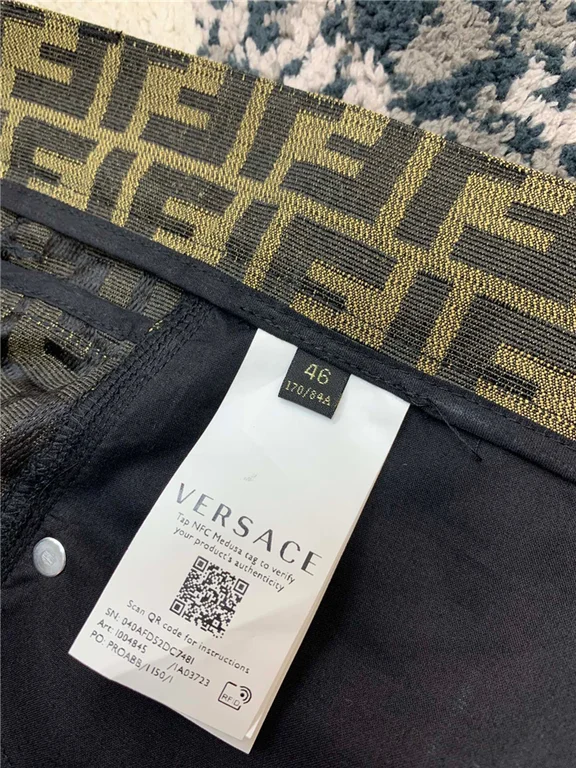 46
170/84A
VERSACE
Tap NFC Medusa tag to verify
your product's authenticity
Scan QR code for instructions
SN: 040AFD52DC7481
Art: 1004845 /1A03723
PO: PROABB/1150/1
RFID